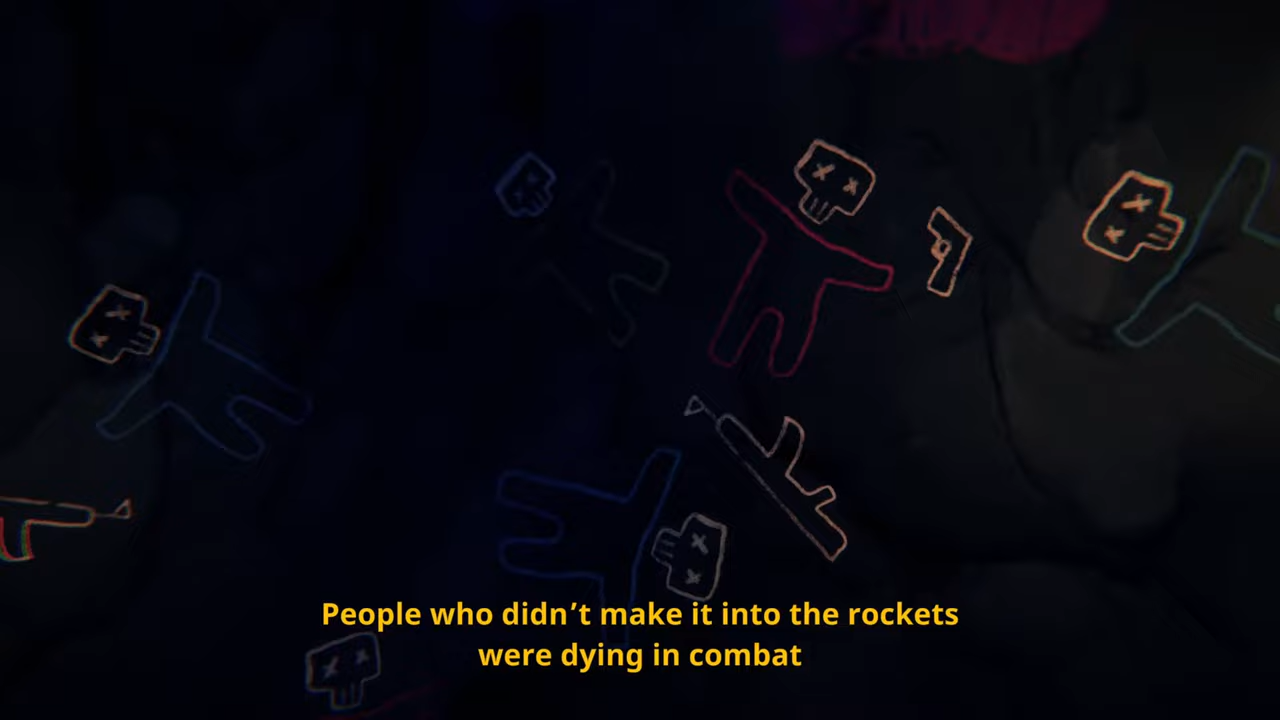 People who didn’t make it into the rockets
were dying in combat